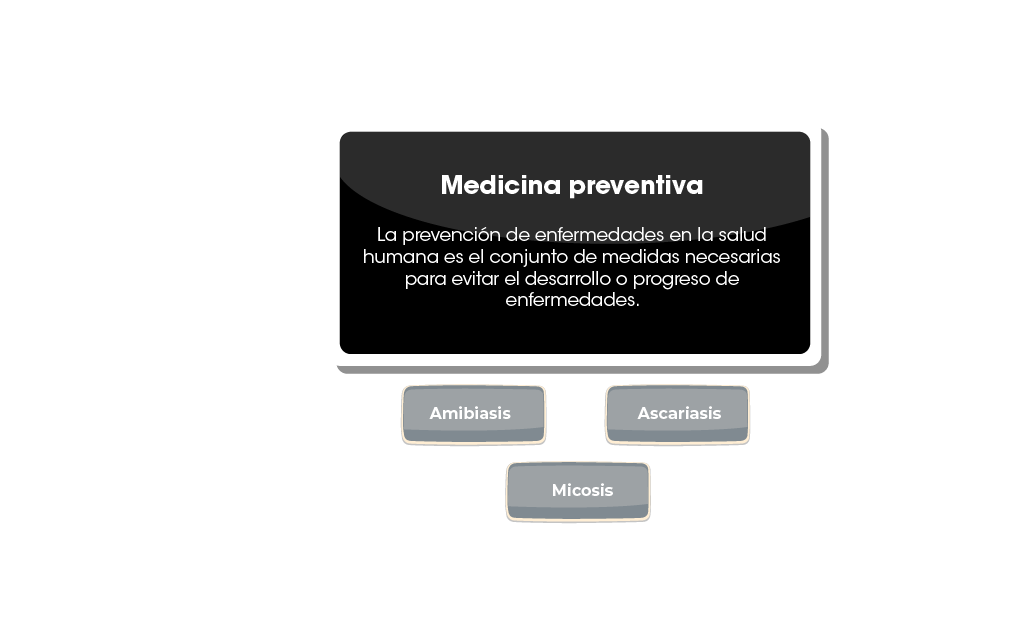 Medicina preventiva
La prevención de enfermedades en la salud
humana es el conjunto de medidas necesarias
para evitar el desarrollo o progreso de
enfermedades.
Amibiasis
Ascariasis
Micosis